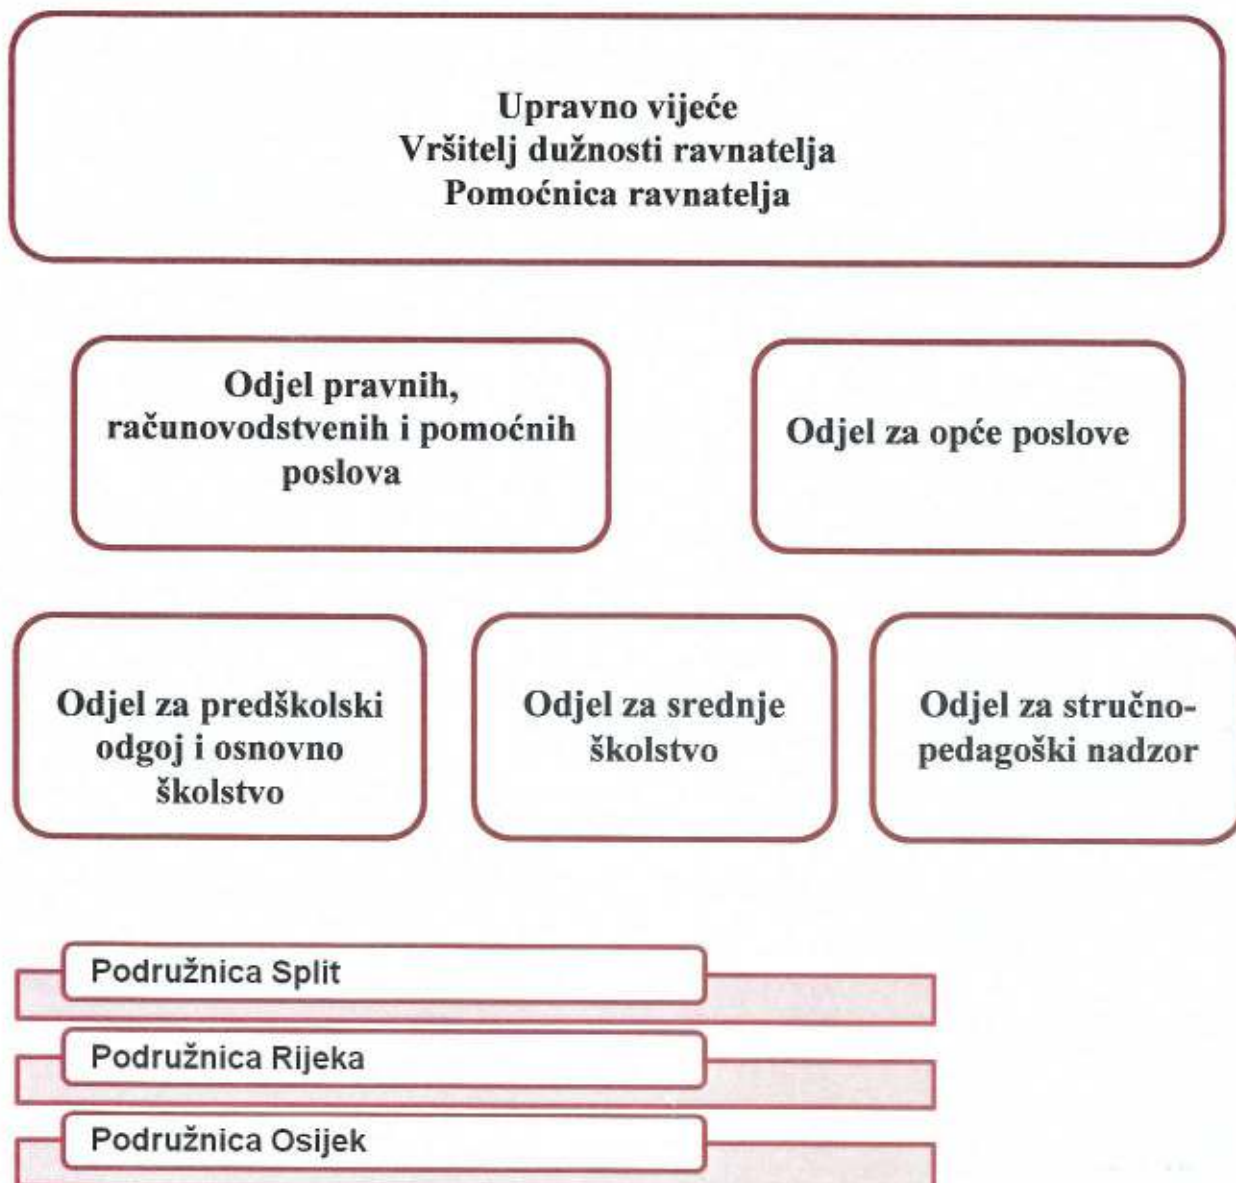 Upravno vijeće
Vršitelj dužnosti ravnatelja
Pomoćnica ravnatelja
Odjel pravnih,
računovodstvenih i pomoćnih
poslova
Odjel za opće poslove
Odjel za predškolski
odgoj i osnovno
školstvo
Odjel za srednje
školstvo
Odjel za stručno-
pedagoški nadzor
Podružnica Split
Podružnica Rijeka
Podružnica Osijek